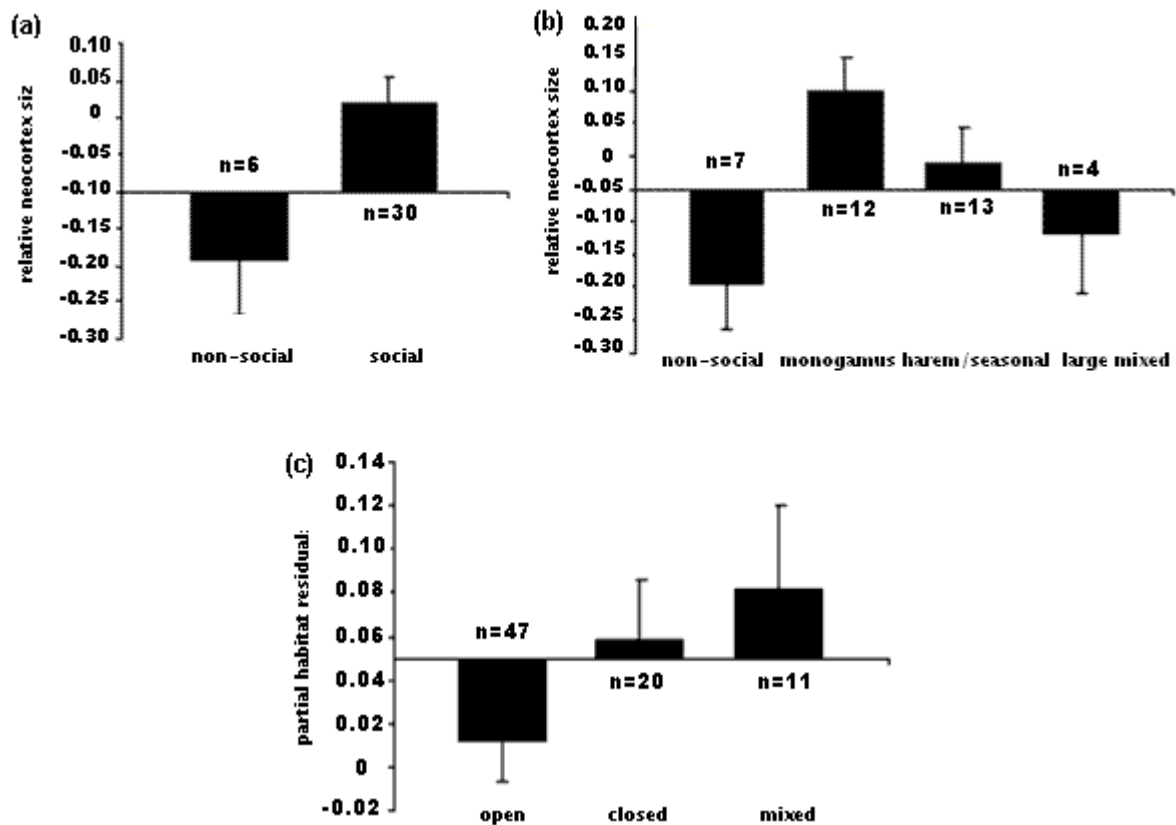 (a)
relative neocortex siz
0.10
0.05
0
-0.05
-0.10
-0.15
-0.20
-0.25
-0.30
n=6
n=30
non-social social
(b)
relative neocortex size
0.20
0.15
0.10
0.05
0
-0.05
-0.10
-0.15
-0.20
-0.25
-0.30
n=7
n=12
n=13
n=4
non-social monogamus harem/seasonal large mixed
(c)
partial habitat residual:
0.14
0.12
0.10
0.08
0.06
0.04
0.02
0
-0.02
n=47
n=20
n=11
open closed mixed